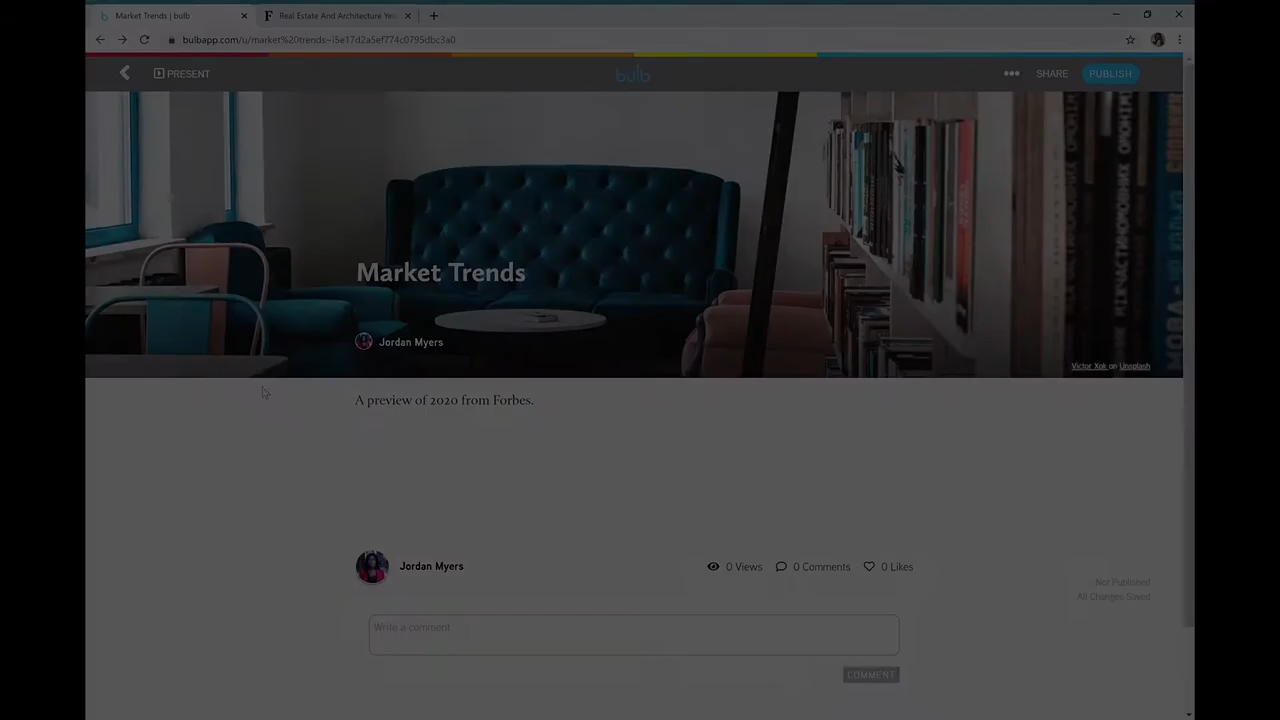 Market Trends | bulb
Real Estate And Architecture Yea
bulbapp.com/u/market%20trends~i5e17d2a5ef774c0795dbc3a0
PRESENT
bulb
SHARE
PUBLISH
Market Trends
Jordan Myers
Victor Xok on Unsplash
A preview of 2020 from Forbes.
Jordan Myers
0 Views
0 Comments
0 Likes
Not Published
All Changes Saved
Write a comment
COMMENT